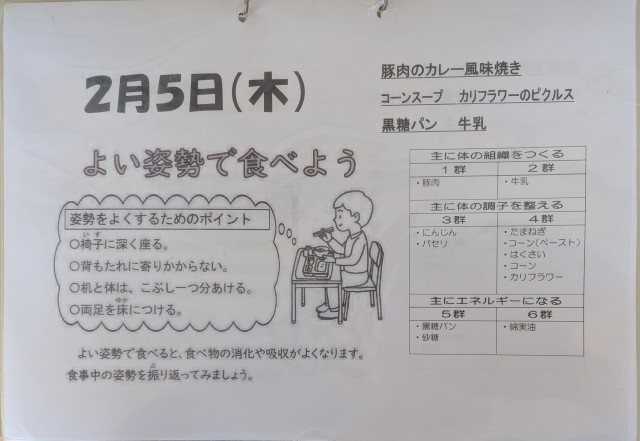 2月5日(木)
豚肉のカレー風味焼き
コーンスープ カリフラワーのピクルス
黒糖パン 牛乳
よい姿勢で食べよう
姿勢をよくするためのポイント
いす
○椅子に深く座る。
○背もたれに寄りかからない。
○机と体は、こぶし一つ分あける。
ゆか
○両足を床につける。
よい姿勢で食べると、食べ物の消化や吸収がよくなります。
ふ
食事中の姿勢を振り返ってみましょう。
主に体の組織をつくる
1群 2群
・豚肉 ・牛乳
主に体の調子を整える
3群 4群
・にんじん ・たまねぎ
・パセリ ・コーン(ペースト)
・はくさい
・コーン
・カリフラワー
主にエネルギーになる
5群 6群
・黒糖パン ・綿実油
・砂糖